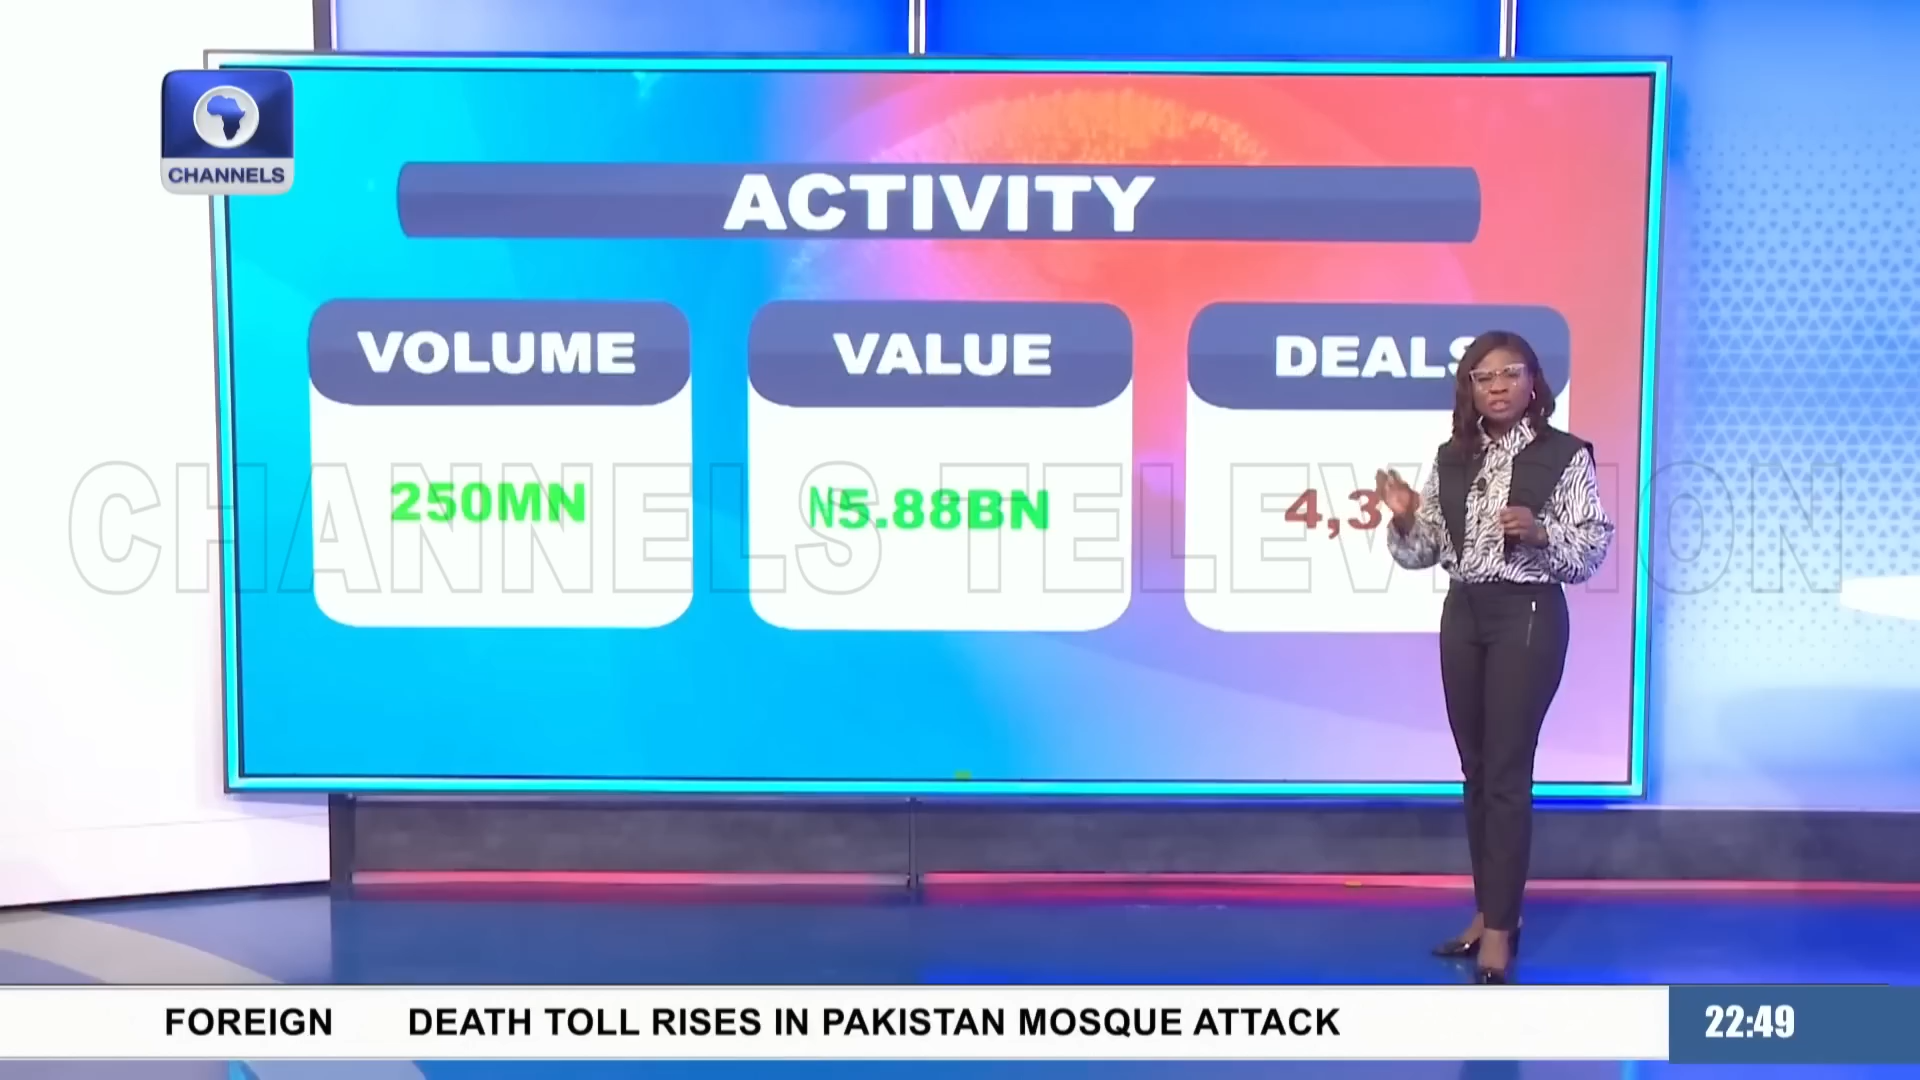 CHANNELS
ACTIVITY
VOLUME
VALUE
DEALS
250MN
₦5.88BN
4,3
CHANNELS TELEVISION
FOREIGN
DEATH TOLL RISES IN PAKISTAN MOSQUE ATTACK
22:49